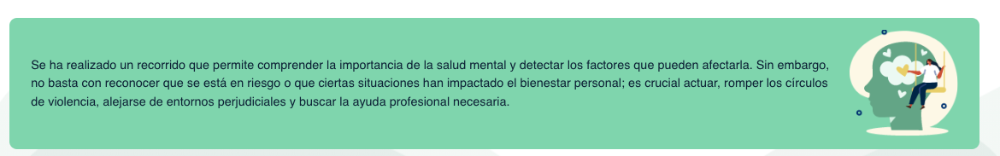 Se ha realizado un recorrido que permite comprender la importancia de la salud mental y detectar los factores que pueden afectarla. Sin embargo,
no basta con reconocer que se está en riesgo o que ciertas situaciones han impactado el bienestar personal; es crucial actuar, romper los círculos
de violencia, alejarse de entornos perjudiciales y buscar la ayuda profesional necesaria.